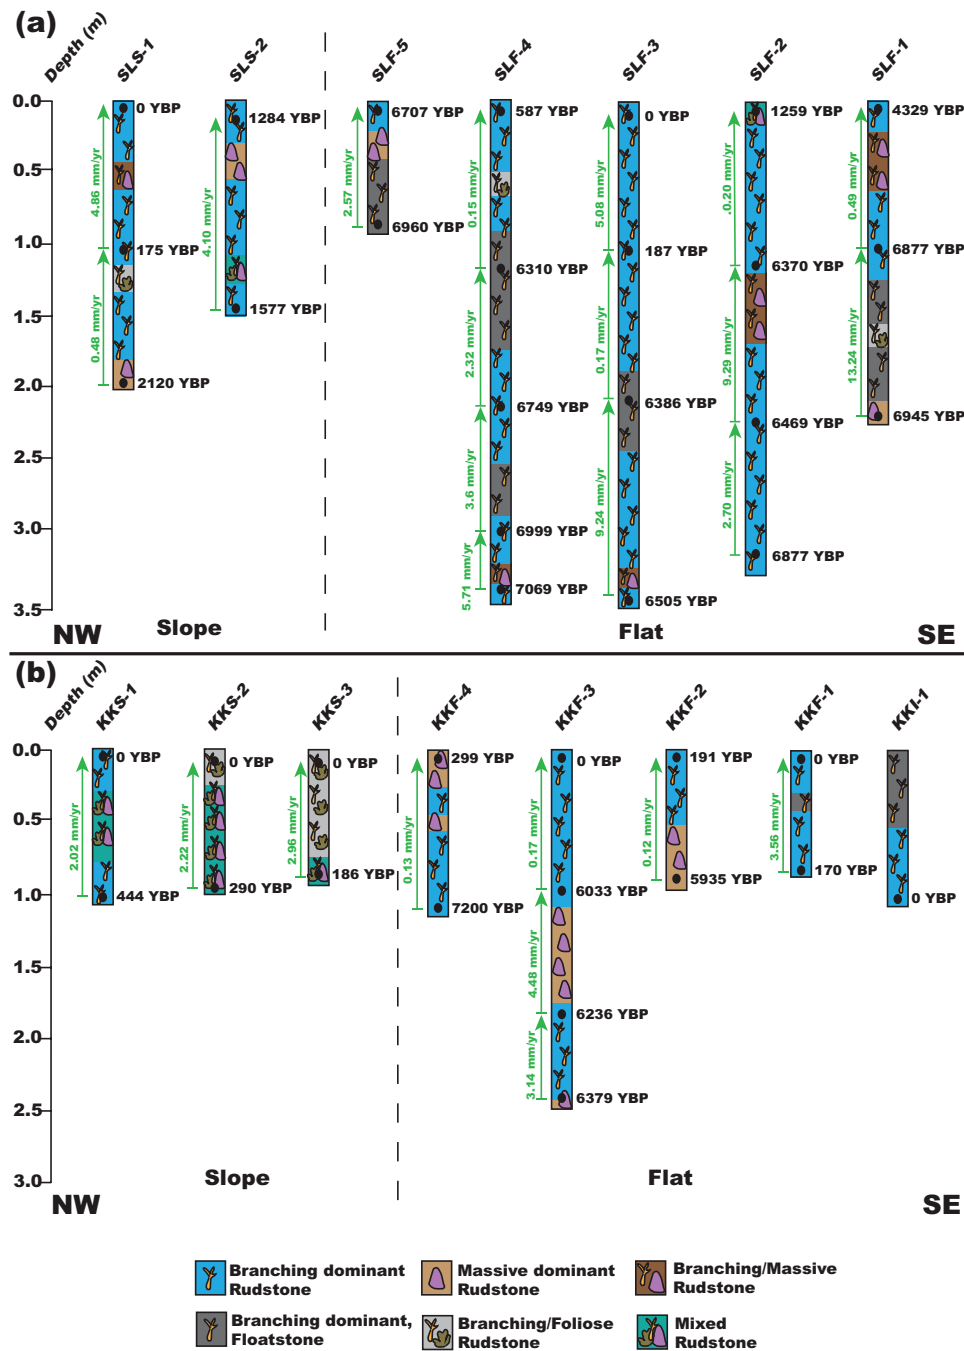 (a)
Depth (m)
SLS-1
SLS-2
SLF-5
SLF-4
SLF-3
SLF-2
SLF-1
0.0
0.5
1.0
1.5
2.0
2.5
3.0
3.5
0 YBP
175 YBP
2120 YBP
4.86 mm/yr
0.48 mm/yr
1284 YBP
1577 YBP
4.10 mm/yr
6707 YBP
6960 YBP
2.57 mm/yr
587 YBP
6310 YBP
6749 YBP
6999 YBP
7069 YBP
0.15 mm/yr
2.32 mm/yr
3.6 mm/yr
5.71 mm/yr
0 YBP
187 YBP
6386 YBP
6505 YBP
5.08 mm/yr
0.17 mm/yr
9.24 mm/yr
1259 YBP
6370 YBP
6469 YBP
6877 YBP
.0.20 mm/yr
9.29 mm/yr
2.70 mm/yr
4329 YBP
6877 YBP
6945 YBP
0.49 mm/yr
13.24 mm/yr
NW
Slope
Flat
SE
(b)
Depth (m)
KKS-1
KKS-2
KKS-3
KKF-4
KKF-3
KKF-2
KKF-1
KKI-1
0.0
0.5
1.0
1.5
2.0
2.5
3.0
0 YBP
444 YBP
2.02 mm/yr
0 YBP
290 YBP
2.22 mm/yr
0 YBP
186 YBP
2.96 mm/yr
299 YBP
7200 YBP
0.13 mm/yr
0 YBP
6033 YBP
6236 YBP
6379 YBP
0.17 mm/yr
4.48 mm/yr
3.14 mm/yr
191 YBP
5935 YBP
0.12 mm/yr
0 YBP
170 YBP
3.56 mm/yr
0 YBP
Slope
Flat
NW
SE
Branching dominant
Rudstone
Massive dominant
Rudstone
Branching/Massive
Rudstone
Branching dominant,
Floatstone
Branching/Foliose
Rudstone
Mixed
Rudstone